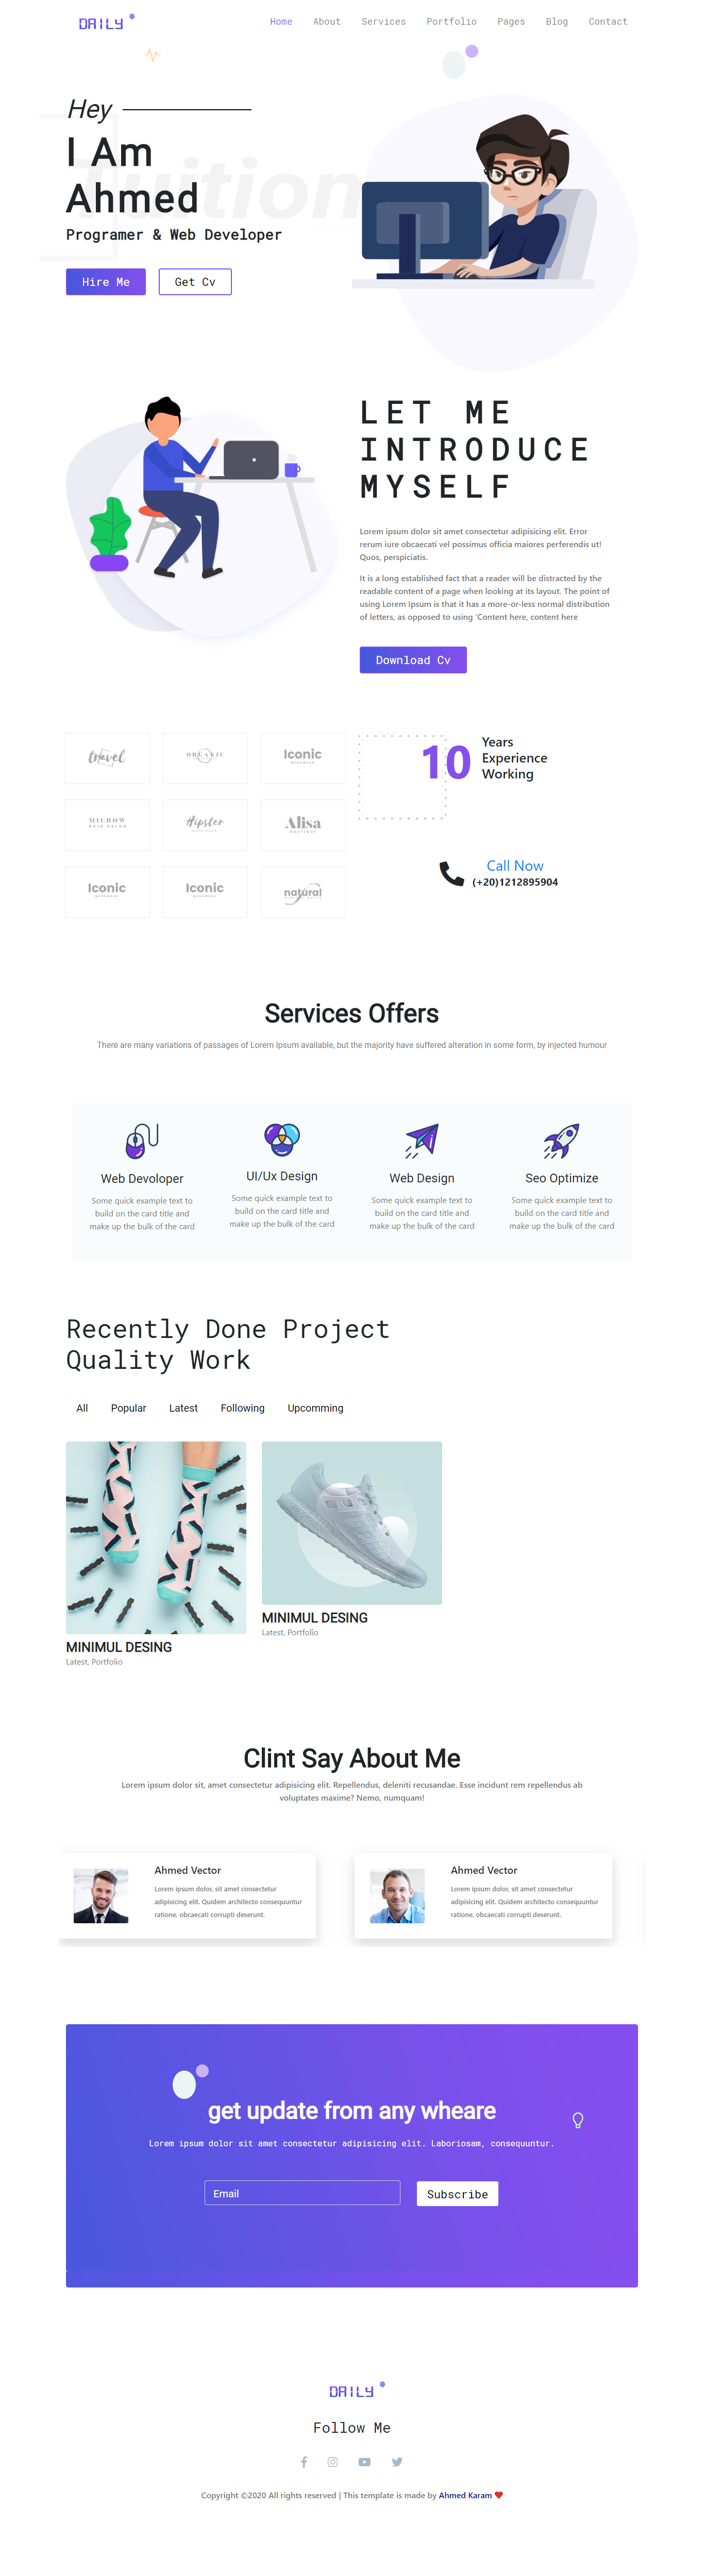 DAILY
Home About Services Portfolio Pages Blog Contact
Tuition
Hey
I Am
Ahmed
Programer & Web Developer
Hire Me Get Cv
LET ME
INTRODUCE
MYSELF
Lorem ipsum dolor sit amet consectetur adipisicing elit. Error
rerum iure obcaecati vel possimus officia maiores perferendis ut!
Quos, perspiciatis.
It is a long established fact that a reader will be distracted by the
readable content of a page when looking at its layout. The point of
using Lorem Ipsum is that it has a more-or-less normal distribution
of letters, as opposed to using 'Content here, content here
Download Cv
travel
ORGANIC
Iconic
MICROW
HAIR SALON
Hipster
Alisa
BOUTIQUE
Iconic
Iconic
natural
10
Years
Experience
Working
Call Now
(+20)1212895904
Services Offers
There are many variations of passages of Lorem Ipsum available, but the majority have suffered alteration in some form, by injected humour
Web Devoloper
Some quick example text to
build on the card title and
make up the bulk of the card
UI/Ux Design
Some quick example text to
build on the card title and
make up the bulk of the card
Web Design
Some quick example text to
build on the card title and
make up the bulk of the card
Seo Optimize
Some quick example text to
build on the card title and
make up the bulk of the card
Recently Done Project
Quality Work
All Popular Latest Following Upcomming
MINIMUL DESING
Latest, Portfolio
MINIMUL DESING
Latest, Portfolio
Clint Say About Me
Lorem ipsum dolor sit, amet consectetur adipisicing elit. Repellendus, deleniti recusandae. Esse incidunt rem repellendus ab
voluptates maxime? Nemo, numquam!
Ahmed Vector
Lorem ipsum dolor, sit amet consectetur
adipisicing elit. Quidem architecto consequuntur
ratione, obcaecati corrupti deserunt.
Ahmed Vector
Lorem ipsum dolor, sit amet consectetur
adipisicing elit. Quidem architecto consequuntur
ratione, obcaecati corrupti deserunt.
get update from any wheare
Lorem ipsum dolor sit amet consectetur adipisicing elit. Laboriosam, consequuntur.
Email Subscribe
DAILY
Follow Me
Copyright ©2020 All rights reserved | This template is made by Ahmed Karam